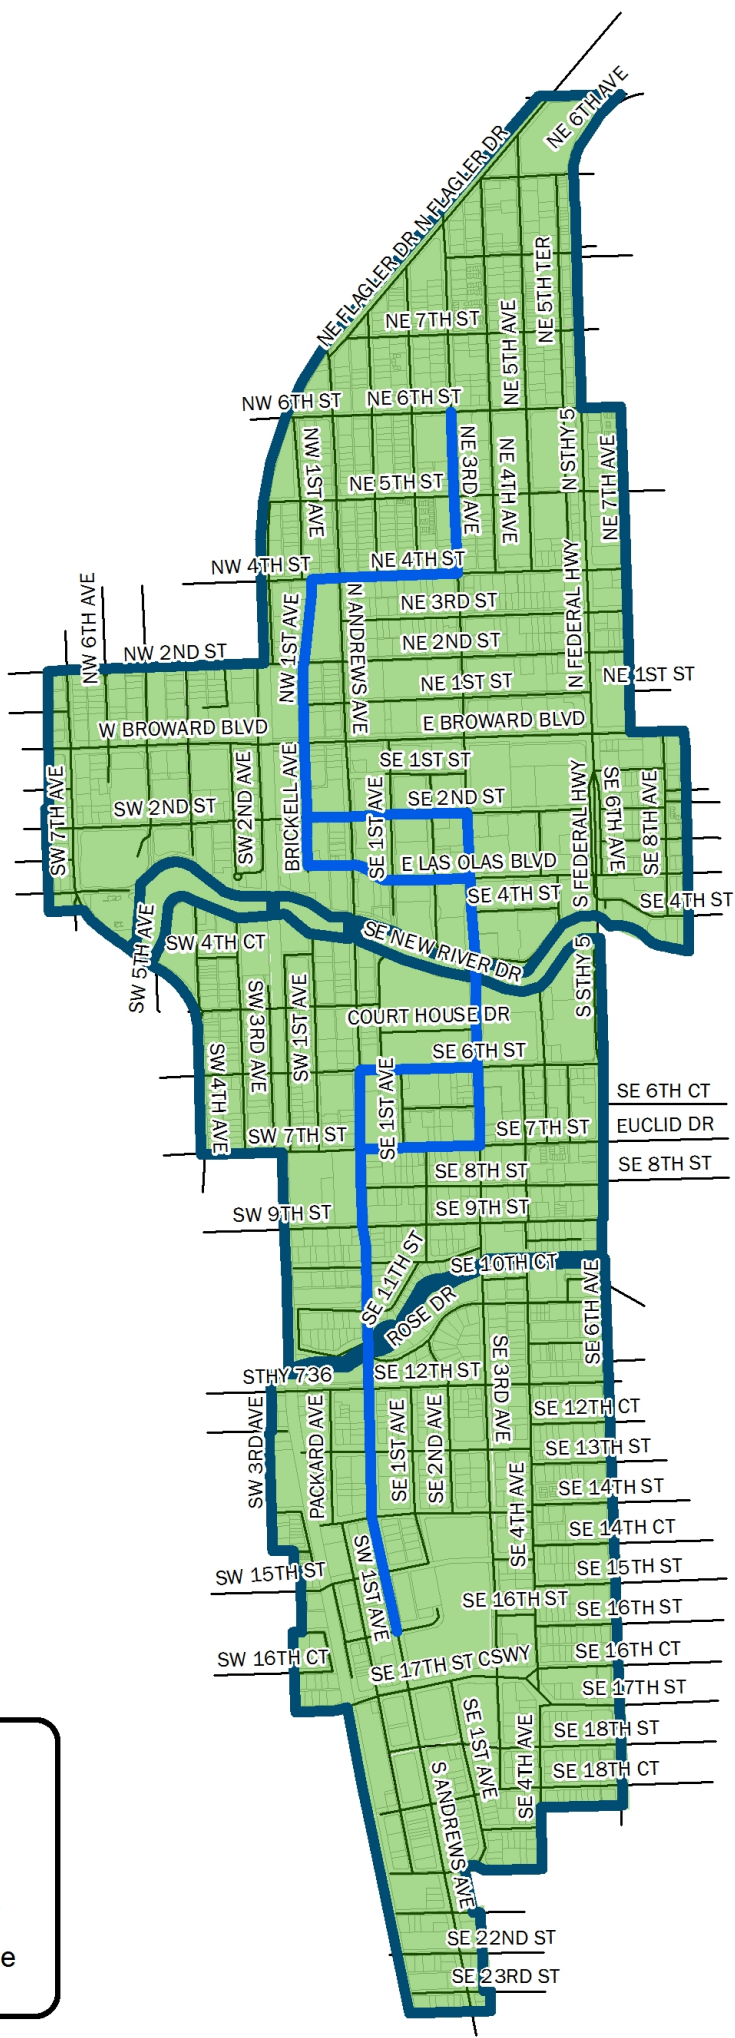 NE 6TH AVE
N FLAGLER DR
NE FLAGLER DR
NE 5TH TER
NE 7TH ST
NE 5TH AVE
NW 6TH ST
NE 6TH ST
NW 1ST AVE
NE 3RD AVE
NE 4TH AVE
N STHY 5
NE 7TH AVE
NE 5TH ST
NW 4TH ST
NE 4TH ST
NW 6TH AVE
NW 1ST AVE
N ANDREWS AVE
NE 3RD ST
N FEDERAL HWY
NE 2ND ST
NW 2ND ST
NE 1ST ST
NE 1ST ST
W BROWARD BLVD
E BROWARD BLVD
SE 1ST ST
SW 7TH AVE
SW 2ND ST
SW 2ND AVE
BRICKELL AVE
SE 1ST AVE
SE 2ND ST
S FEDERAL HWY
SE 6TH AVE
SE 8TH AVE
E LAS OLAS BLVD
SE 4TH ST
SE 4TH ST
SW 5TH AVE
SW 4TH CT
SE NEW RIVER DR
S STHY 5
SW 3RD AVE
SW 1ST AVE
COURT HOUSE DR
SW 4TH AVE
SE 6TH ST
SE 1ST AVE
SE 6TH CT
SW 7TH ST
SE 7TH ST
EUCLID DR
SE 8TH ST
SE 8TH ST
SW 9TH ST
SE 9TH ST
SE 11TH ST
SE 10TH CT
ROSE DR
SE 6TH AVE
STHY 736
SE 12TH ST
SE 3RD AVE
SW 3RD AVE
PACKARD AVE
SE 1ST AVE
SE 2ND AVE
SE 12TH CT
SE 13TH ST
SE 14TH ST
SE 4TH AVE
SE 14TH CT
SW 15TH ST
SW 1ST AVE
SE 15TH ST
SE 16TH ST
SE 16TH ST
SW 16TH CT
SE 17TH ST CSWY
SE 16TH CT
SE 17TH ST
SE 1ST AVE
SE 4TH AVE
SE 18TH ST
SE 18TH CT
S ANDREWS AVE
SE 22ND ST
e
SE 23RD ST